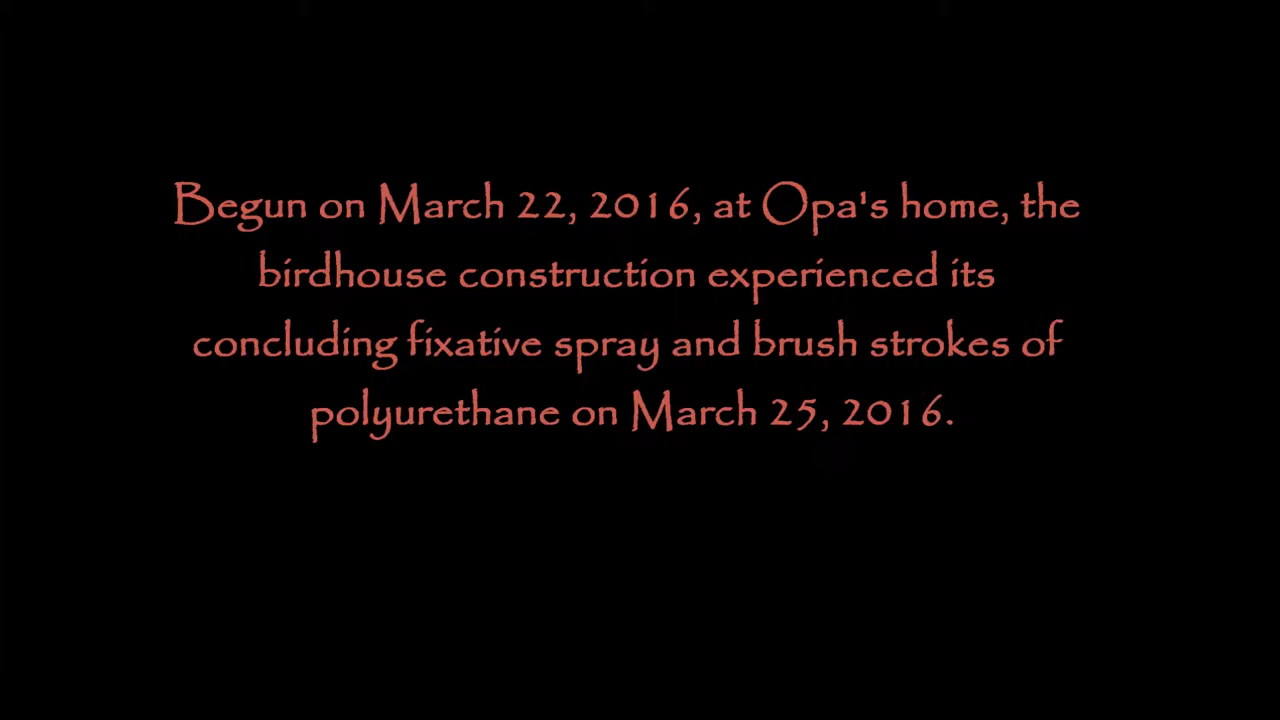 Begun on March 22, 2016, at Opa's home, the
birdhouse construction experienced its
concluding fixative spray and brush strokes of
polyurethane on March 25, 2016.